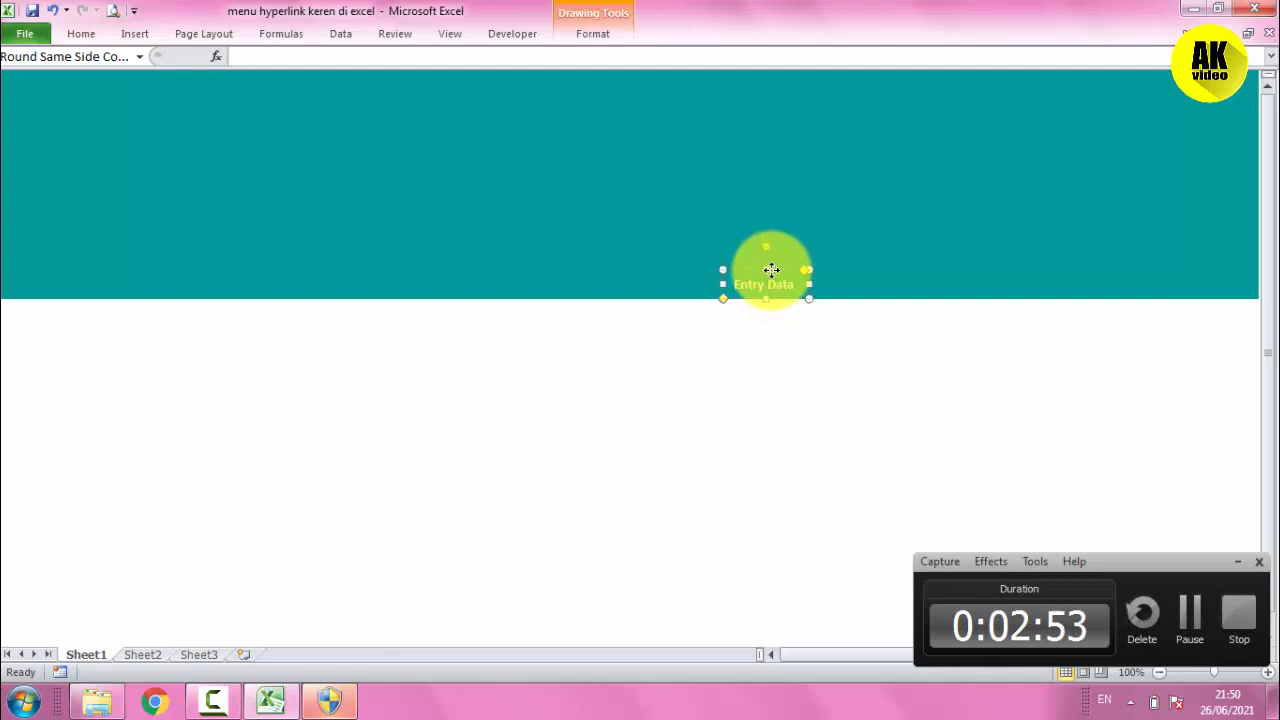 menu hyperlink keren di excel - Microsoft Excel
Drawing Tools
File Home Insert Page Layout Formulas Data Review View Developer Format
Round Same Side Co... fx
AK
video
Entry Data
Capture Effects Tools Help
Duration
0:02:53
Delete Pause Stop
Sheet1 Sheet2 Sheet3
Ready 100%
EN 21:50
26/06/2021